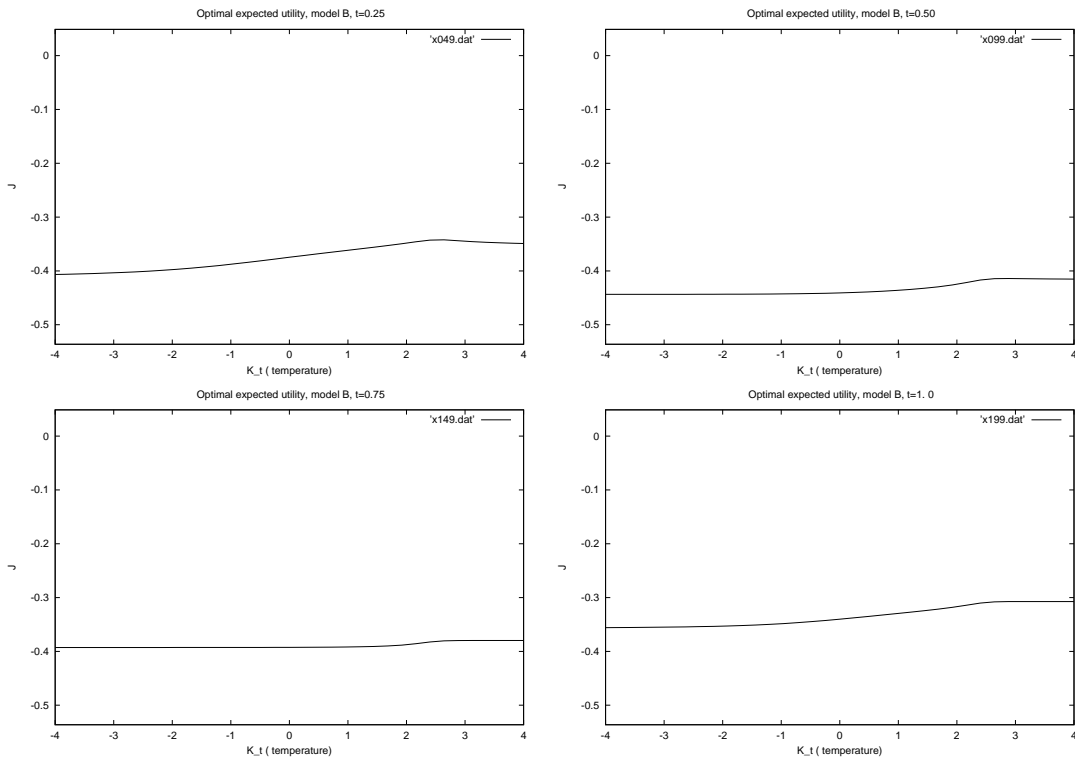 Optimal expected utility, model B, t=0.25
'x049.dat'
0
-0.1
-0.2
-0.3
-0.4
-0.5
J
-4 -3 -2 -1 0 1 2 3 4
K_t ( temperature)
Optimal expected utility, model B, t=0.50
'x099.dat'
0
-0.1
-0.2
-0.3
-0.4
-0.5
J
-4 -3 -2 -1 0 1 2 3 4
K_t ( temperature)
Optimal expected utility, model B, t=0.75
'x149.dat'
0
-0.1
-0.2
-0.3
-0.4
-0.5
J
-4 -3 -2 -1 0 1 2 3 4
K_t ( temperature)
Optimal expected utility, model B, t=1. 0
'x199.dat'
0
-0.1
-0.2
-0.3
-0.4
-0.5
J
-4 -3 -2 -1 0 1 2 3 4
K_t ( temperature)